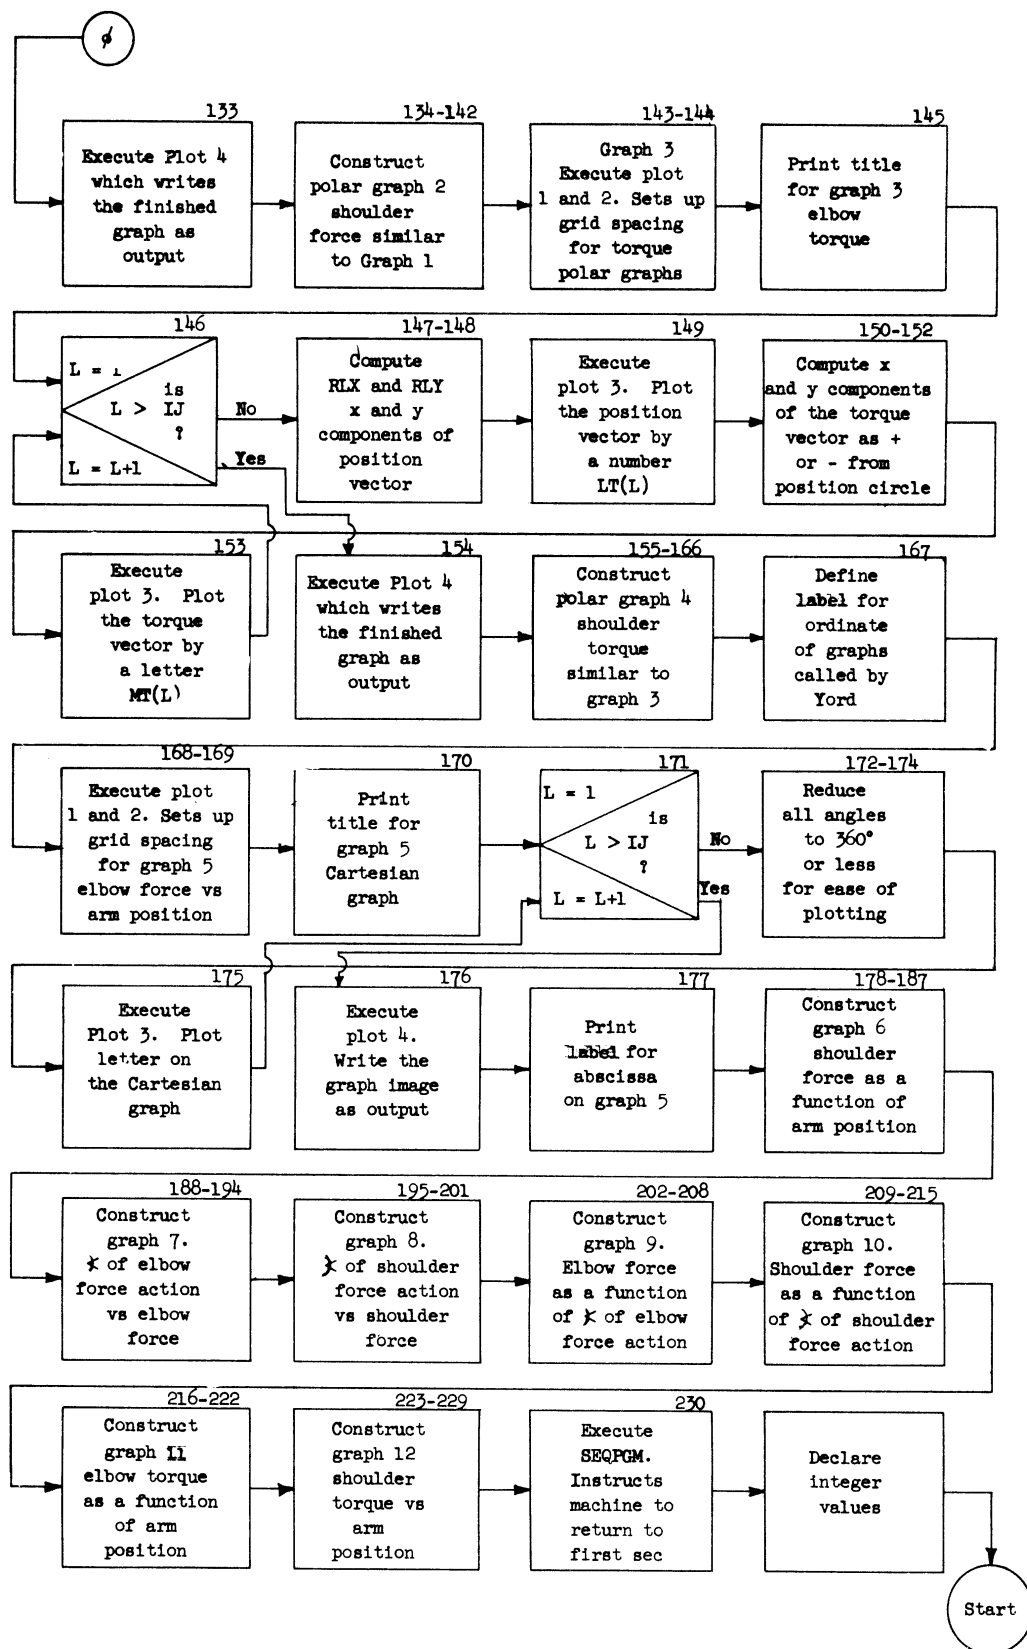 ϕ
133
Execute Plot 4
which writes
the finished
graph as
output
134-142
Construct
polar graph 2
shoulder
force similar
to Graph 1
143-144
Graph 3
Execute plot
1 and 2. Sets up
grid spacing
for torque
polar graphs
145
Print title
for graph 3
elbow
torque
146
L = 1
is
L > IJ
?
L = L+1
No
Yes
147-148
Compute
RLX and RLY
x and y
components of
position
vector
149
Execute
plot 3. Plot
the position
vector by
a number
LT(L)
150-152
Compute x
and y components
of the torque
vector as +
or - from
position circle
153
Execute
plot 3. Plot
the torque
vector by
a letter
MT(L)
154
Execute Plot 4
which writes
the finished
graph as
output
155-166
Construct
polar graph 4
shoulder
torque
similar to
graph 3
167
Define
label for
ordinate
of graphs
called by
Yord
168-169
Execute plot
1 and 2. Sets up
grid spacing
for graph 5
elbow force vs
arm position
170
Print
title for
graph 5
Cartesian
graph
171
L = 1
is
L > IJ
?
L = L+1
No
Yes
172-174
Reduce
all angles
to 360°
or less
for ease of
plotting
175
Execute
Plot 3. Plot
letter on
the Cartesian
graph
176
Execute
plot 4.
Write the
graph image
as output
177
Print
label for
abscissa
on graph 5
178-187
Construct
graph 6
shoulder
force as a
function of
arm position
188-194
Construct
graph 7.
∡ of elbow
force action
vs elbow
force
195-201
Construct
graph 8.
∡ of shoulder
force action
vs shoulder
force
202-208
Construct
graph 9.
Elbow force
as a function
of ∡ of elbow
force action
209-215
Construct
graph 10.
Shoulder force
as a function
of ∡ of shoulder
force action
216-222
Construct
graph 11
elbow torque
as a function
of arm
position
223-229
Construct
graph 12
shoulder
torque vs
arm
position
230
Execute
SEQPGM.
Instructs
machine to
return to
first sec
Declare
integer
values
Start